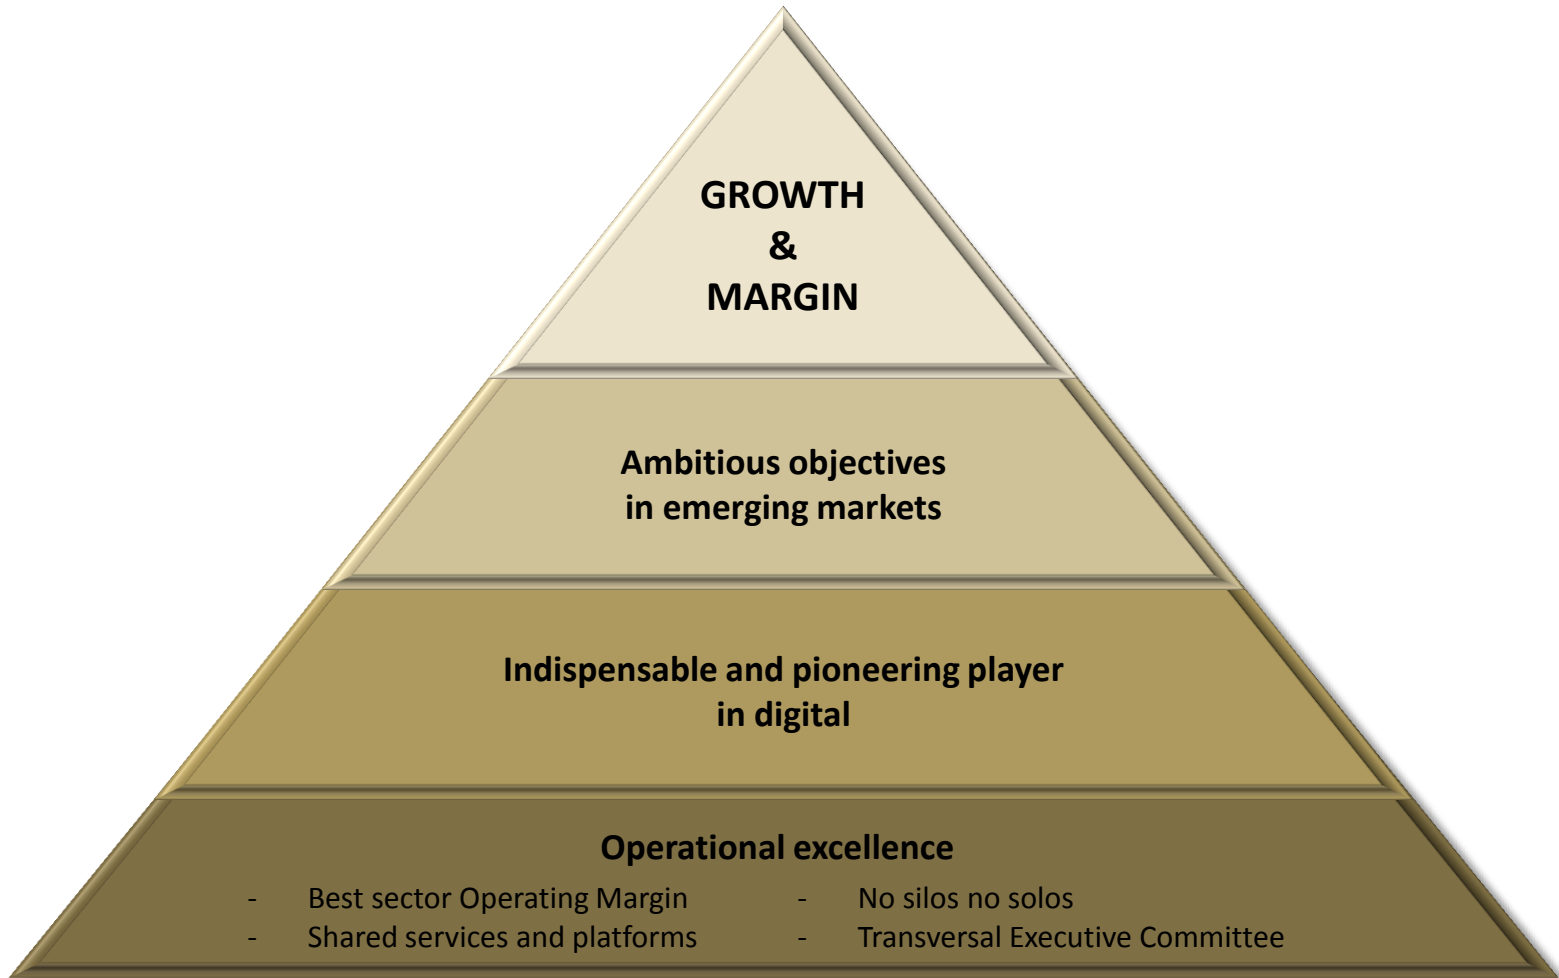 GROWTH
&
MARGIN
Ambitious objectives
in emerging markets
Indispensable and pioneering player
in digital
Operational excellence
- Best sector Operating Margin
- Shared services and platforms
- No silos no solos
- Transversal Executive Committee